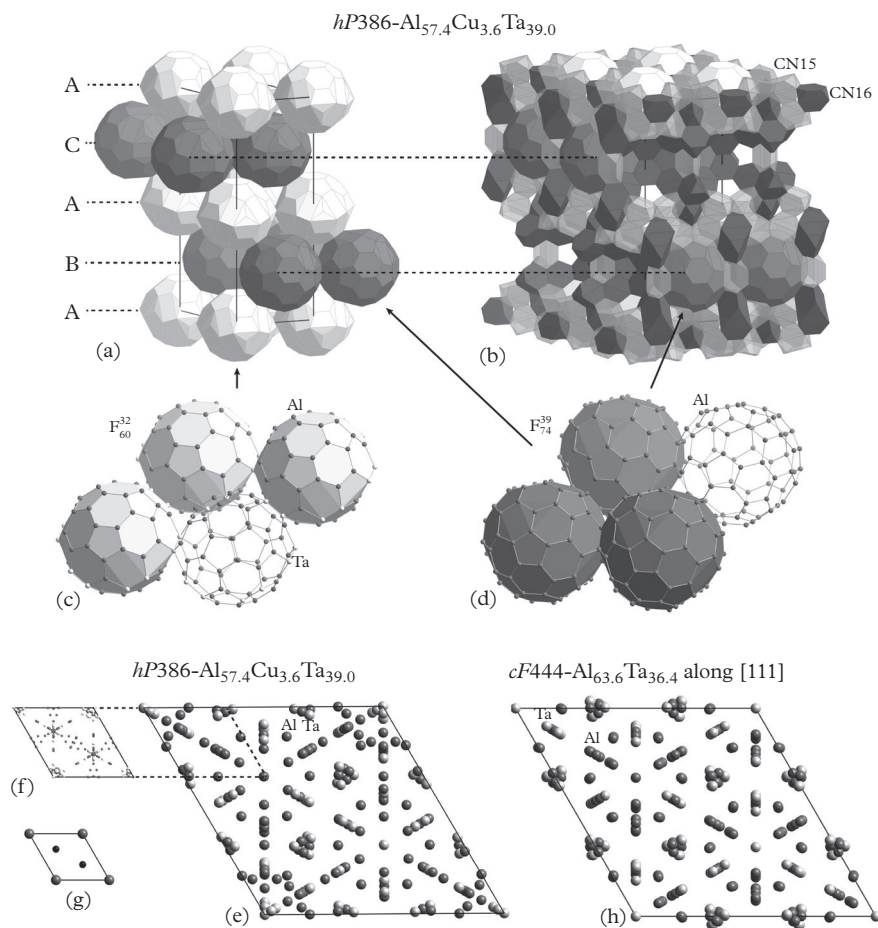 hP386-Al57.4Cu3.6Ta39.0
A
C
A
B
A
CN15
CN16
(a)
(b)
F60^32
Al
Ta
(c)
F74^39
Al
(d)
hP386-Al57.4Cu3.6Ta39.0
cF444-Al63.6Ta36.4 along [111]
Al Ta
Ta
Al
(f)
(g)
(e)
(h)